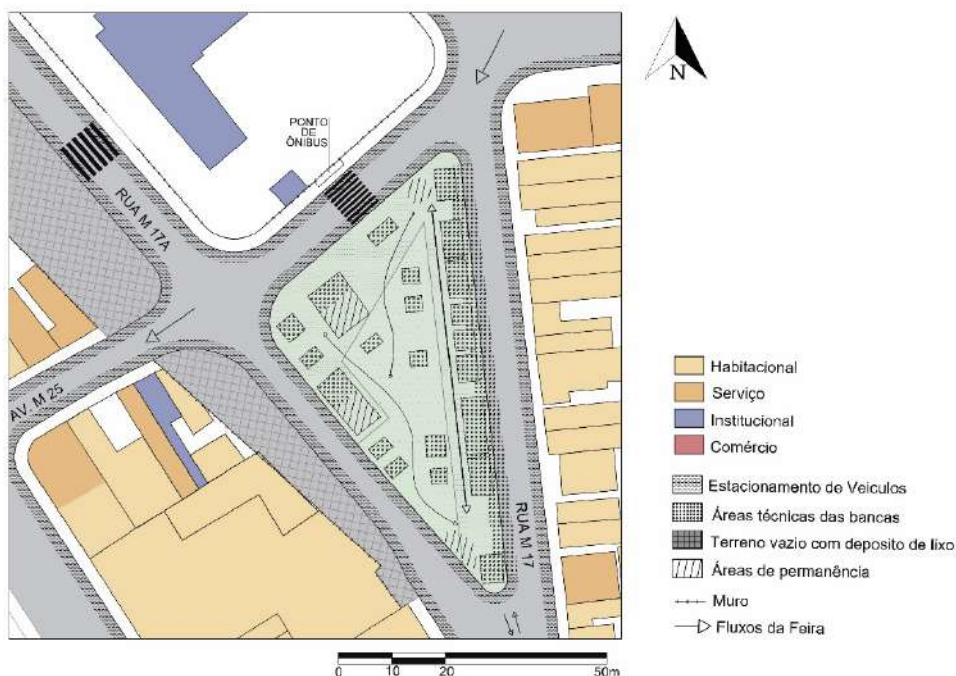 N
PONTO
DE
ÔNIBUS
RUA M 17A
AV. M 25
RUA M 17
Habitacional
Serviço
Institucional
Comércio
Estacionamento de Veiculos
Áreas técnicas das bancas
Terreno vazio com deposito de lixo
Áreas de permanência
Muro
Fluxos da Feira
0 10 20 50m